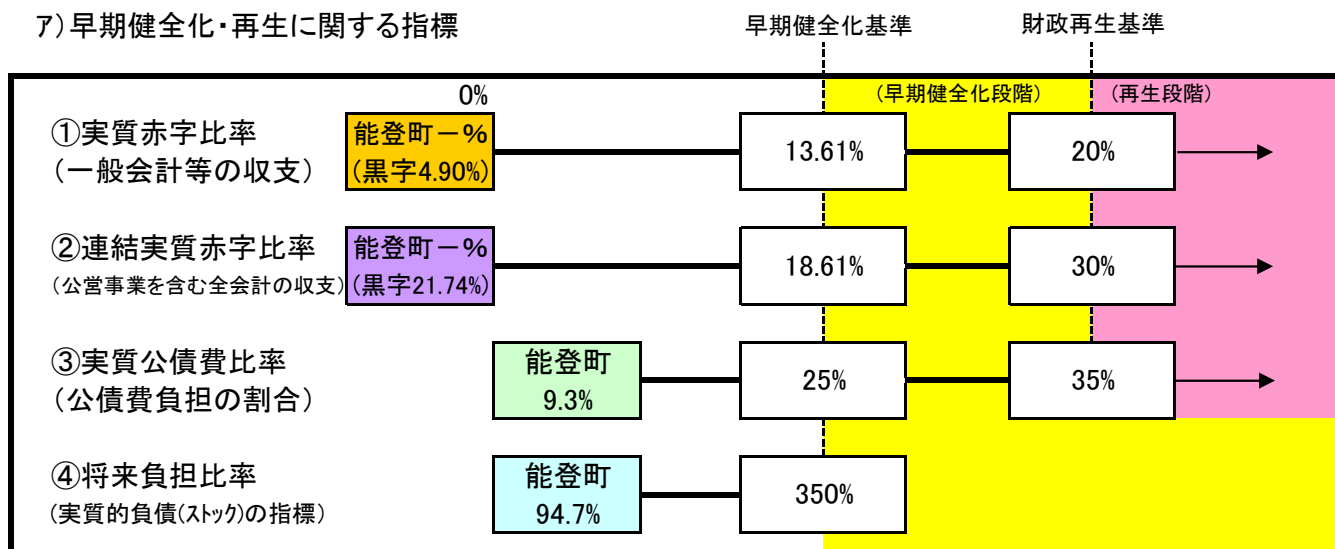 ｱ）早期健全化・再生に関する指標
早期健全化基準
財政再生基準
0%
（早期健全化段階）
（再生段階）
①実質赤字比率
（一般会計等の収支）
能登町－％
（黒字4.90%）
13.61%
20%
②連結実質赤字比率
（公営事業を含む全会計の収支）
能登町－％
（黒字21.74%）
18.61%
30%
③実質公債費比率
（公債費負担の割合）
能登町
9.3%
25%
35%
④将来負担比率
（実質的負債(ｽﾄｯｸ)の指標）
能登町
94.7%
350%